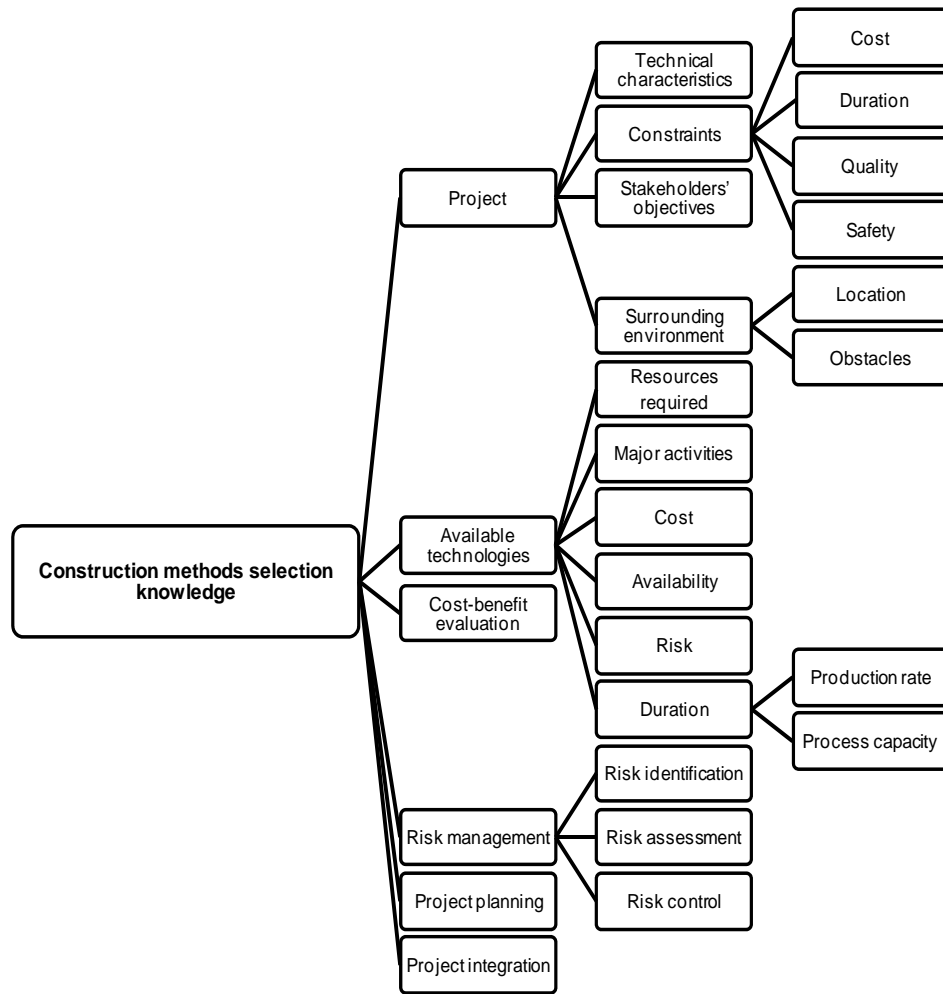 Construction methods selection
knowledge
Project
Technical
characteristics
Constraints
Cost
Duration
Quality
Safety
Stakeholders’
objectives
Surrounding
environment
Location
Obstacles
Available
technologies
Resources
required
Major activities
Cost
Availability
Risk
Duration
Production rate
Process capacity
Cost-benefit
evaluation
Risk management
Risk identification
Risk assessment
Risk control
Project planning
Project integration